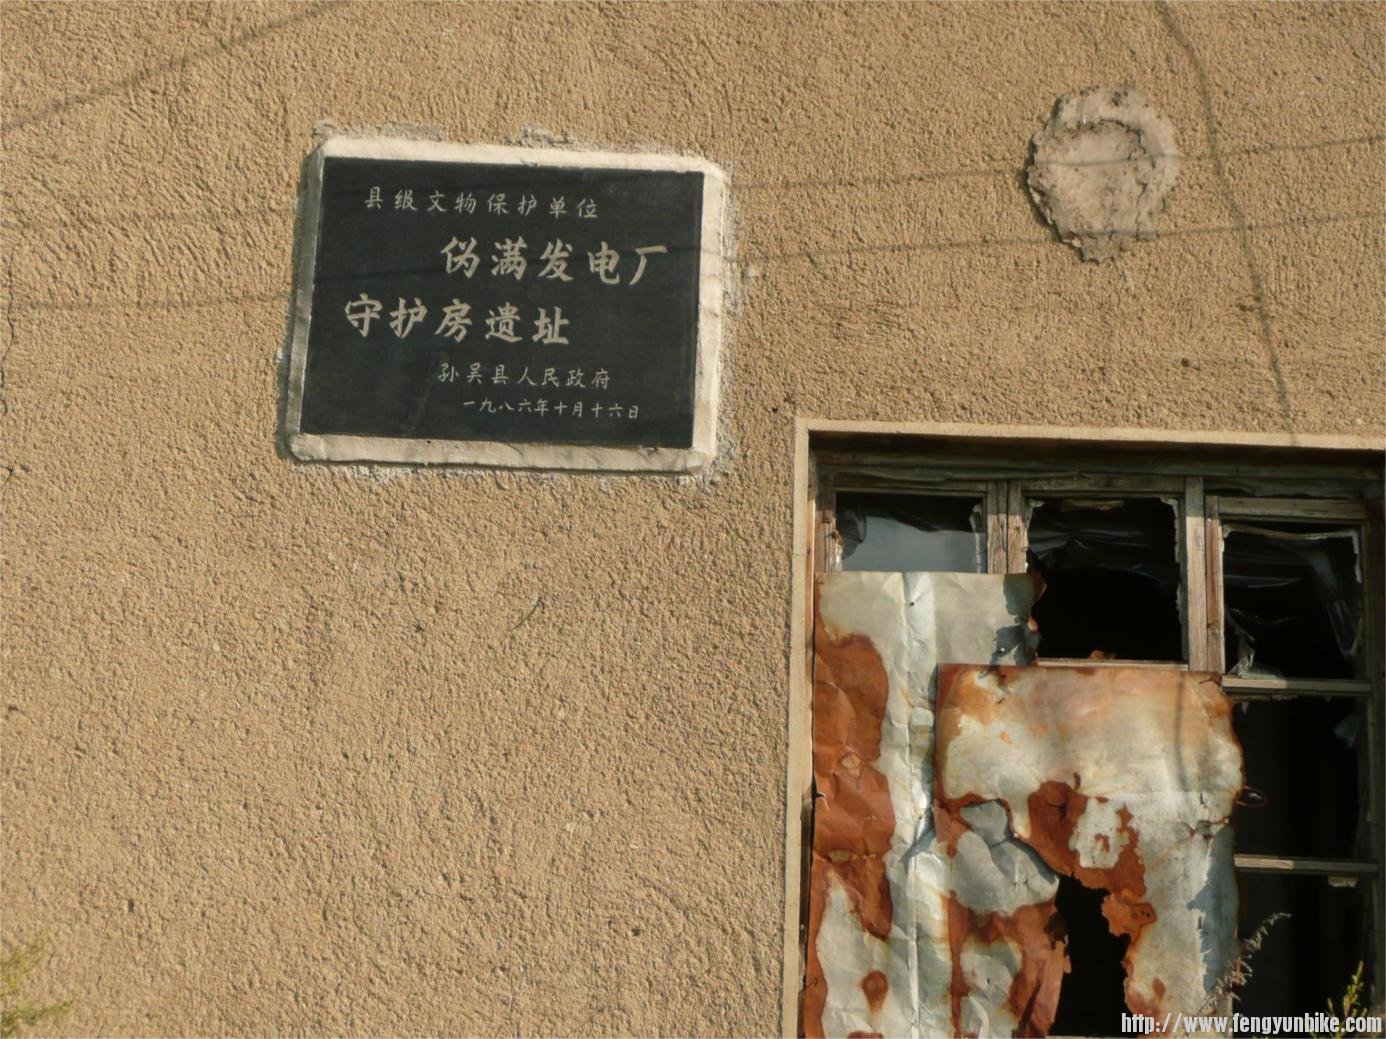 县级文物保护单位
伪满发电厂
守护房遗址
孙吴县人民政府
一九八六年十月十六日
http://www.fengyunbike.com